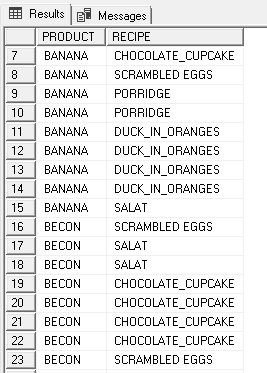 Results Messages
PRODUCT RECIPE
7 BANANA CHOCOLATE_CUPCAKE
8 BANANA SCRAMBLED EGGS
9 BANANA PORRIDGE
10 BANANA PORRIDGE
11 BANANA DUCK_IN_ORANGES
12 BANANA DUCK_IN_ORANGES
13 BANANA DUCK_IN_ORANGES
14 BANANA DUCK_IN_ORANGES
15 BANANA SALAT
16 BECON SCRAMBLED EGGS
17 BECON SALAT
18 BECON SALAT
19 BECON CHOCOLATE_CUPCAKE
20 BECON CHOCOLATE_CUPCAKE
21 BECON CHOCOLATE_CUPCAKE
22 BECON CHOCOLATE_CUPCAKE
23 BECON SCRAMBLED EGGS